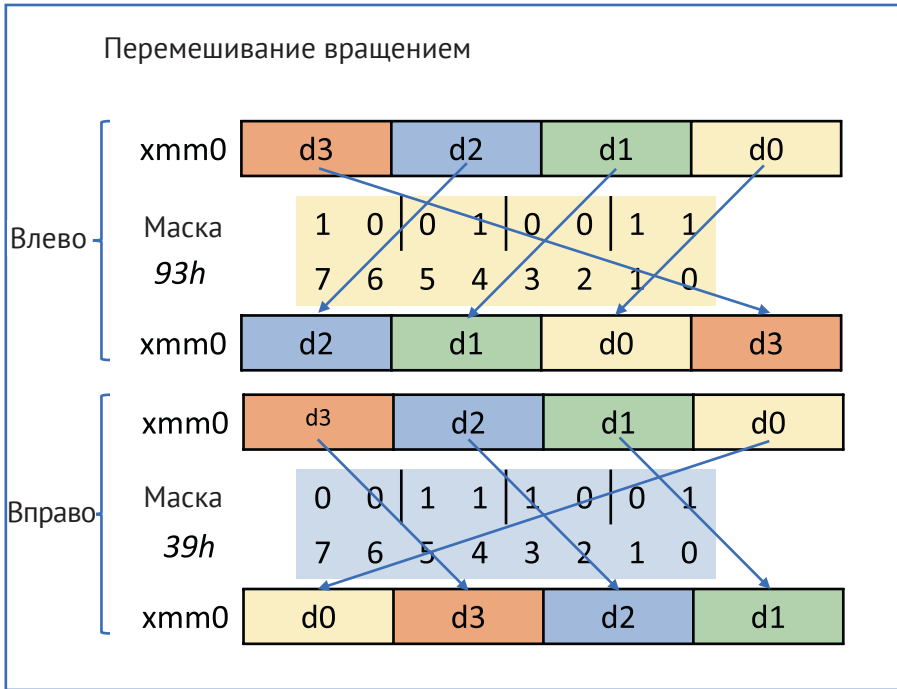 Перемешивание вращением
xmm0 d3 d2 d1 d0
Влево
Маска 1 0 0 1 0 0 1 1
93h 7 6 5 4 3 2 1 0
xmm0 d2 d1 d0 d3
xmm0 d3 d2 d1 d0
Вправо
Маска 0 0 1 1 1 0 0 1
39h 7 6 5 4 3 2 1 0
xmm0 d0 d3 d2 d1